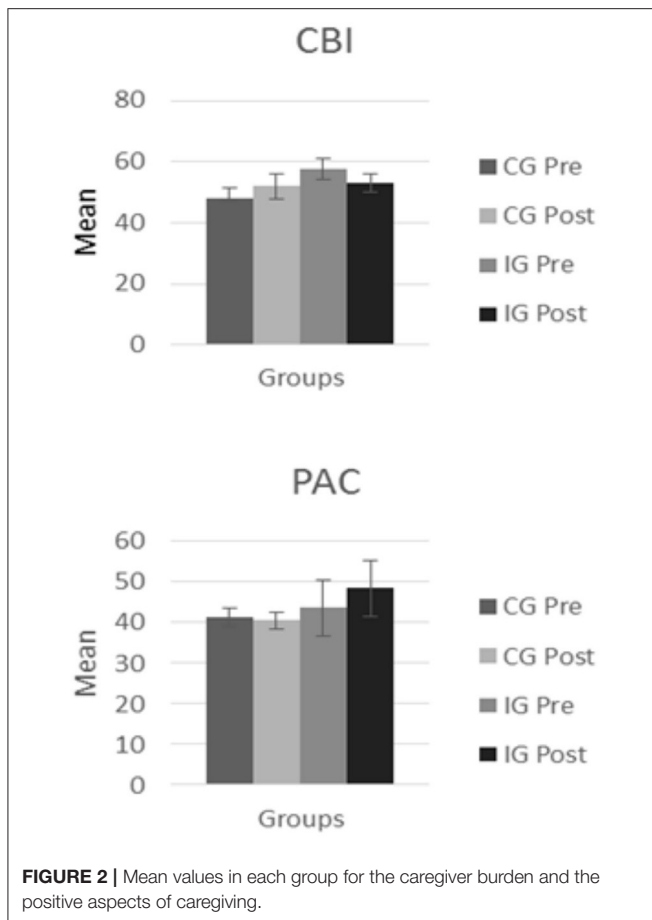 CBI
80
60
40
20
0
Mean
Groups
CG Pre
CG Post
IG Pre
IG Post
PAC
60
50
40
30
20
10
0
Mean
Groups
CG Pre
CG Post
IG Pre
IG Post
FIGURE 2 | Mean values in each group for the caregiver burden and the
positive aspects of caregiving.